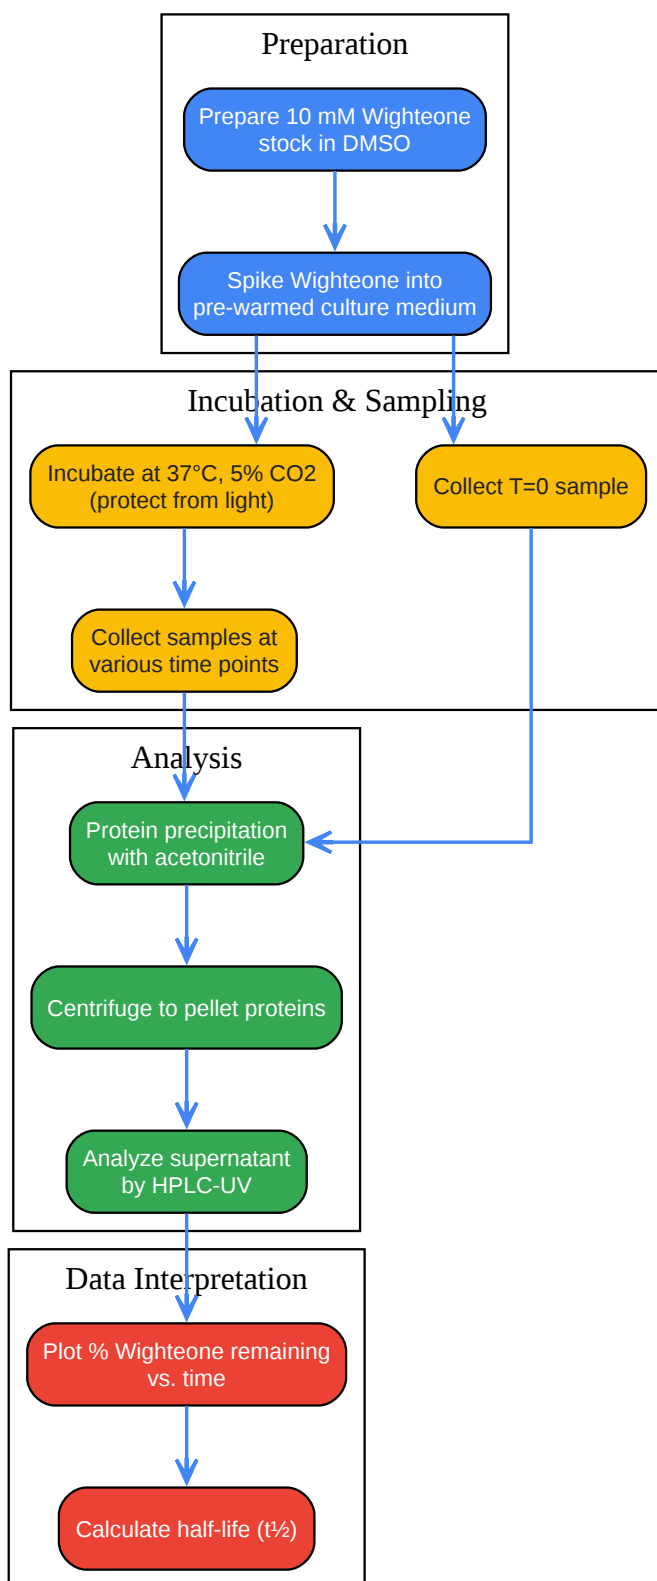 Preparation
Prepare 10 mM Wighteone
stock in DMSO
Spike Wighteone into
pre-warmed culture medium
Incubation & Sampling
Incubate at 37°C, 5% CO2
(protect from light)
Collect T=0 sample
Collect samples at
various time points
Analysis
Protein precipitation
with acetonitrile
Centrifuge to pellet proteins
Analyze supernatant
by HPLC-UV
Data Interpretation
Plot % Wighteone remaining
vs. time
Calculate half-life (t½)